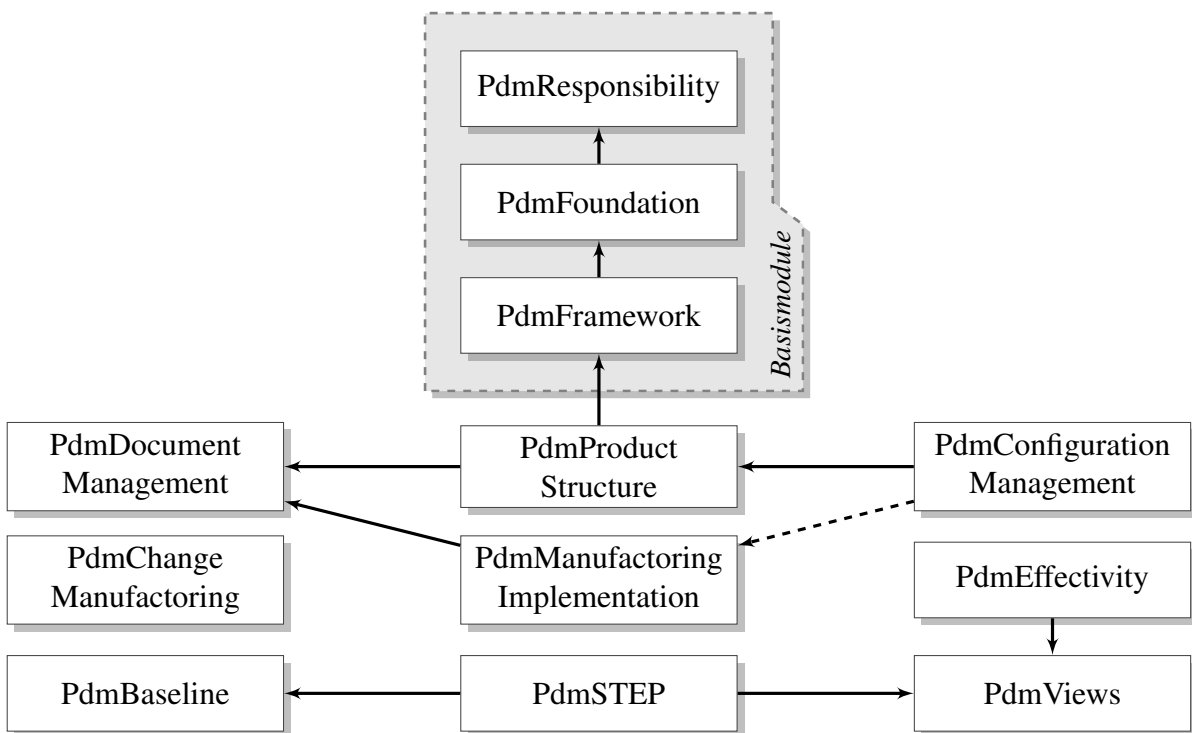 PdmResponsibility
PdmFoundation
PdmFramework
Basismodule
PdmDocument
Management
PdmProduct
Structure
PdmConfiguration
Management
PdmChange
Manufactoring
PdmManufactoring
Implementation
PdmEffectivity
PdmBaseline
PdmSTEP
PdmViews